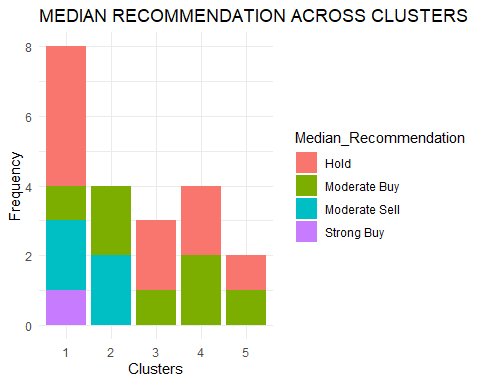 MEDIAN RECOMMENDATION ACROSS CLUSTERS
8
6
4
2
0
Frequency
1 2 3 4 5
Clusters
Median_Recommendation
Hold
Moderate Buy
Moderate Sell
Strong Buy